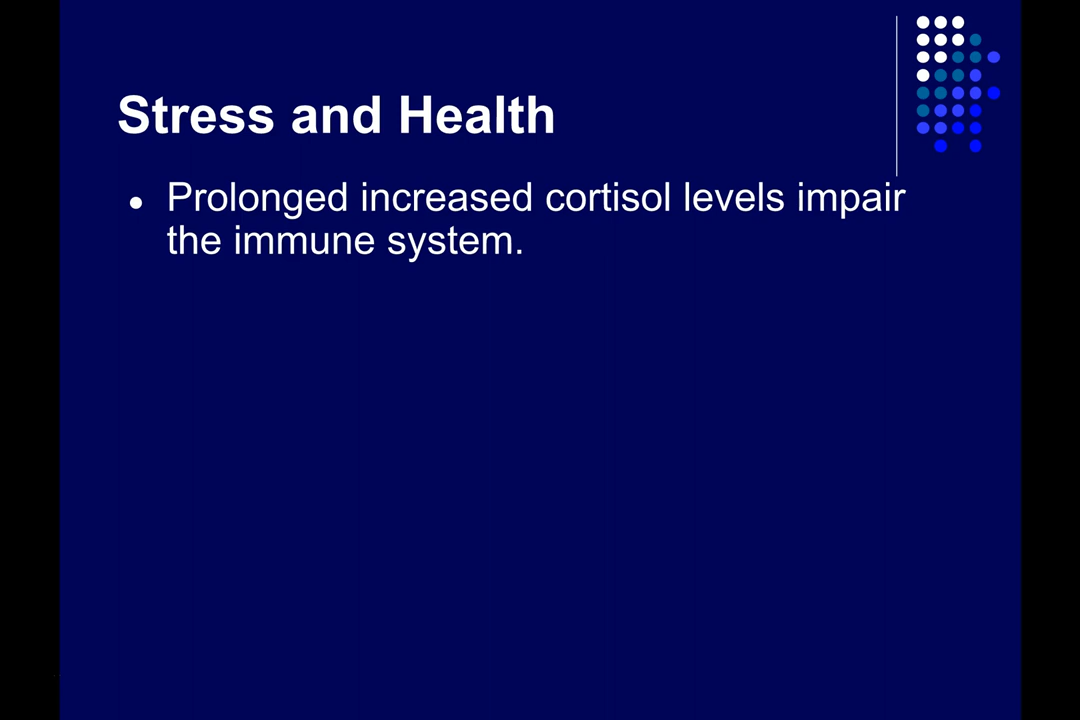 Stress and Health
● Prolonged increased cortisol levels impair
the immune system.